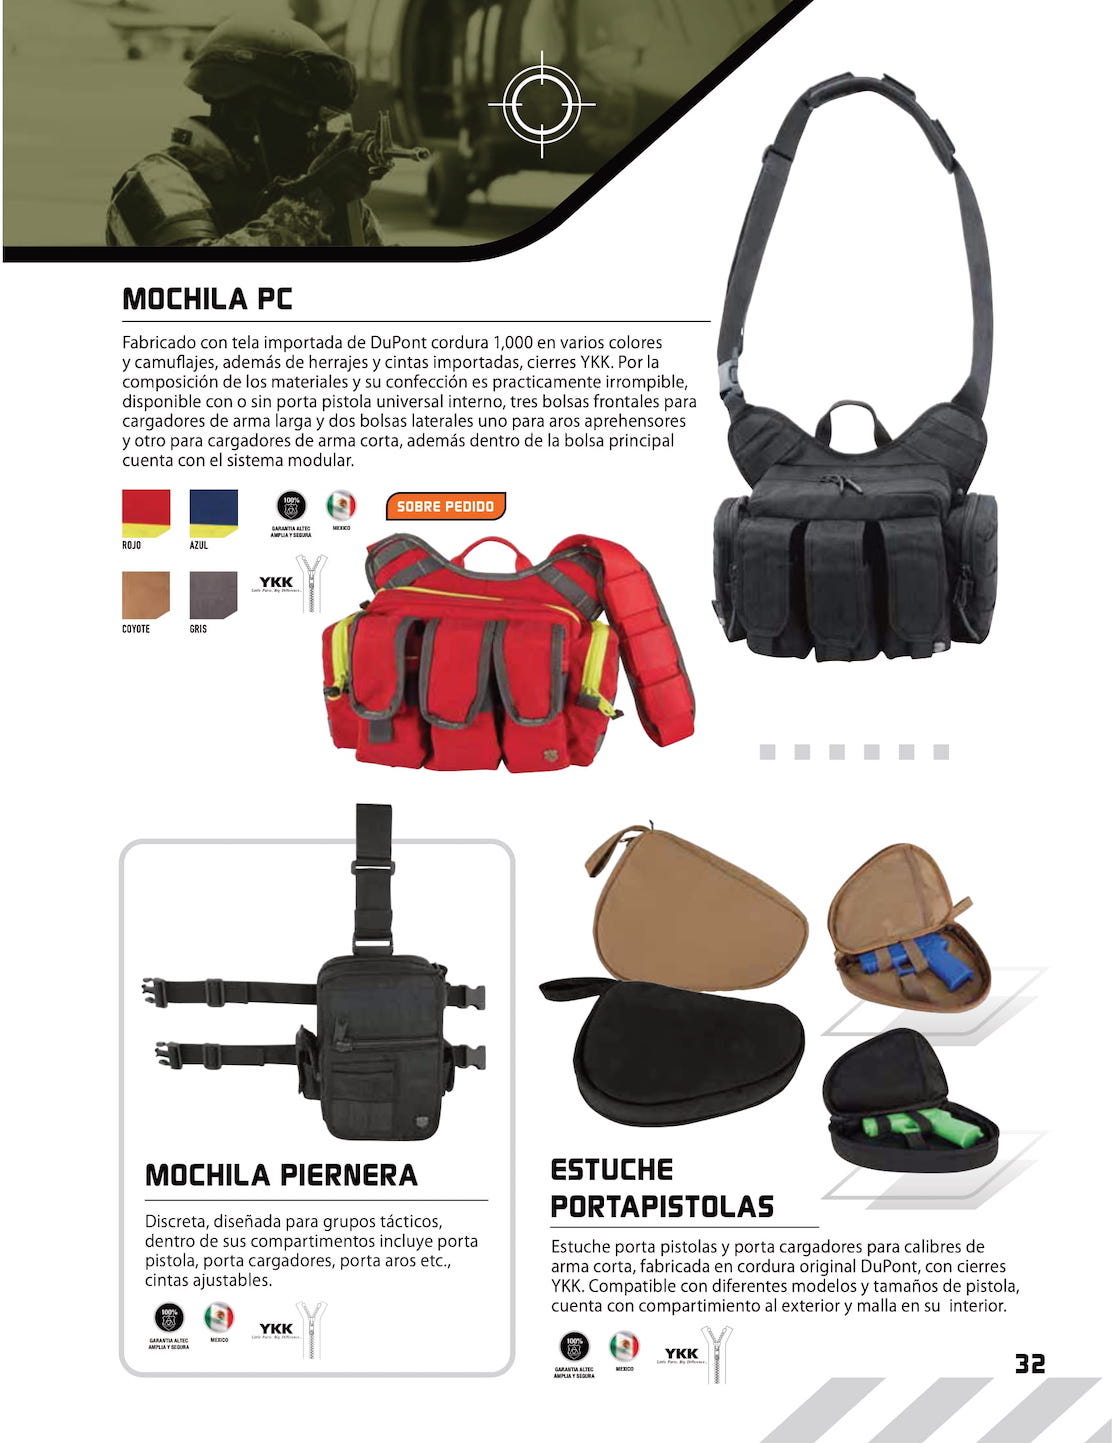 MOCHILA PC
Fabricado con tela importada de DuPont cordura 1,000 en varios colores
y camuflajes, además de herrajes y cintas importadas, cierres YKK. Por la
composición de los materiales y su confección es practicamente irrompible,
disponible con o sin porta pistola universal interno, tres bolsas frontales para
cargadores de arma larga y dos bolsas laterales uno para aros aprehensores
y otro para cargadores de arma corta, además dentro de la bolsa principal
cuenta con el sistema modular.
ROJO
AZUL
COYOTE
GRIS
100%
GARANTIA ALTEC
AMPLIA Y SEGURA
MEXICO
YKK
Little Parts. Big Difference.
SOBRE PEDIDO
MOCHILA PIERNERA
Discreta, diseñada para grupos tácticos,
dentro de sus compartimentos incluye porta
pistola, porta cargadores, porta aros etc.,
cintas ajustables.
100%
GARANTIA ALTEC
AMPLIA Y SEGURA
MEXICO
YKK
Little Parts. Big Difference.
ESTUCHE
PORTAPISTOLAS
Estuche porta pistolas y porta cargadores para calibres de
arma corta, fabricada en cordura original DuPont, con cierres
YKK. Compatible con diferentes modelos y tamaños de pistola,
cuenta con compartimiento al exterior y malla en su interior.
100%
GARANTIA ALTEC
AMPLIA Y SEGURA
MEXICO
YKK
Little Parts. Big Difference.
32